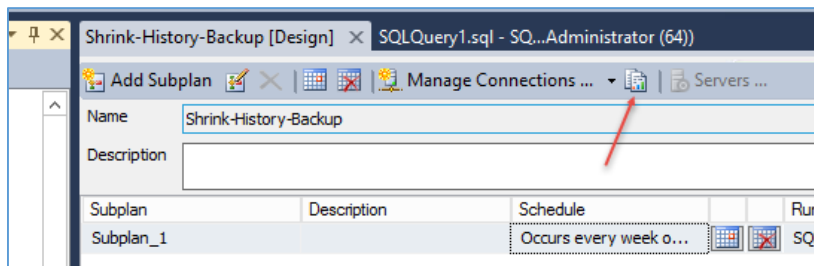 Shrink-History-Backup [Design] SQLQuery1.sql - SQ...Administrator (64))
Add Subplan Manage Connections ... Servers ...
Name Shrink-History-Backup
Description
Subplan Description Schedule Ru
Subplan_1 Occurs every week o... SQ